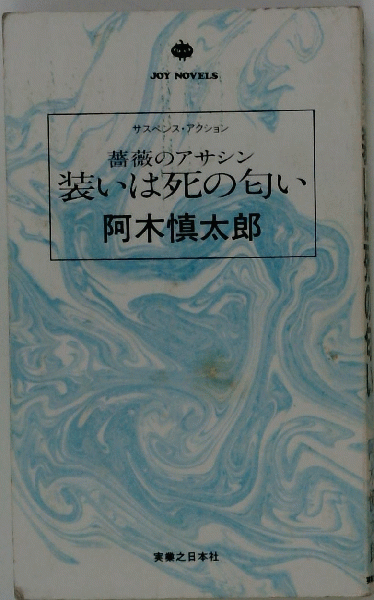 JOY NOVELS
サスペンス・アクション
薔薇のアサシン
装いは死の匂い
阿木慎太郎
実業之日本社